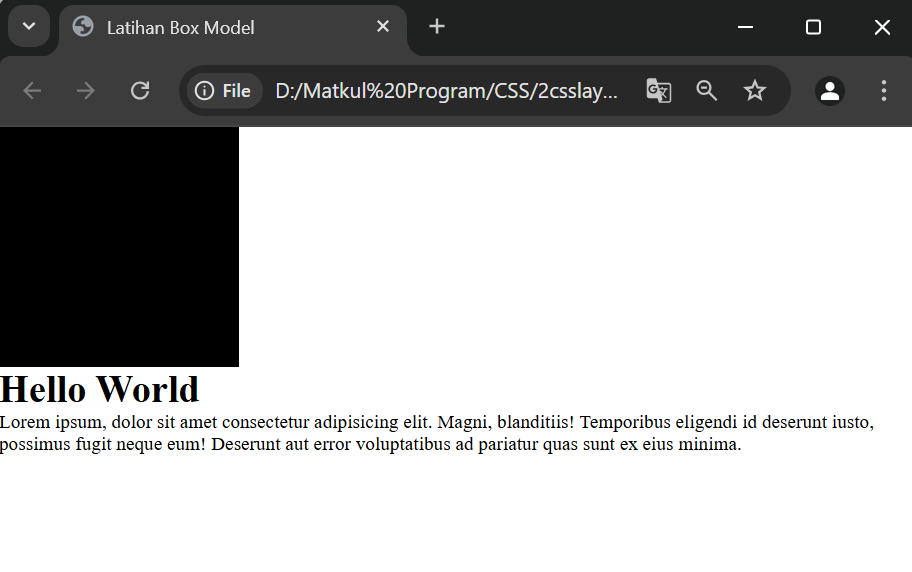 Latihan Box Model
File
D:/Matkul%20Program/CSS/2csslay...
Hello World
Lorem ipsum, dolor sit amet consectetur adipisicing elit. Magni, blanditiis! Temporibus eligendi id deserunt iusto,
possimus fugit neque eum! Deserunt aut error voluptatibus ad pariatur quas sunt ex eius minima.